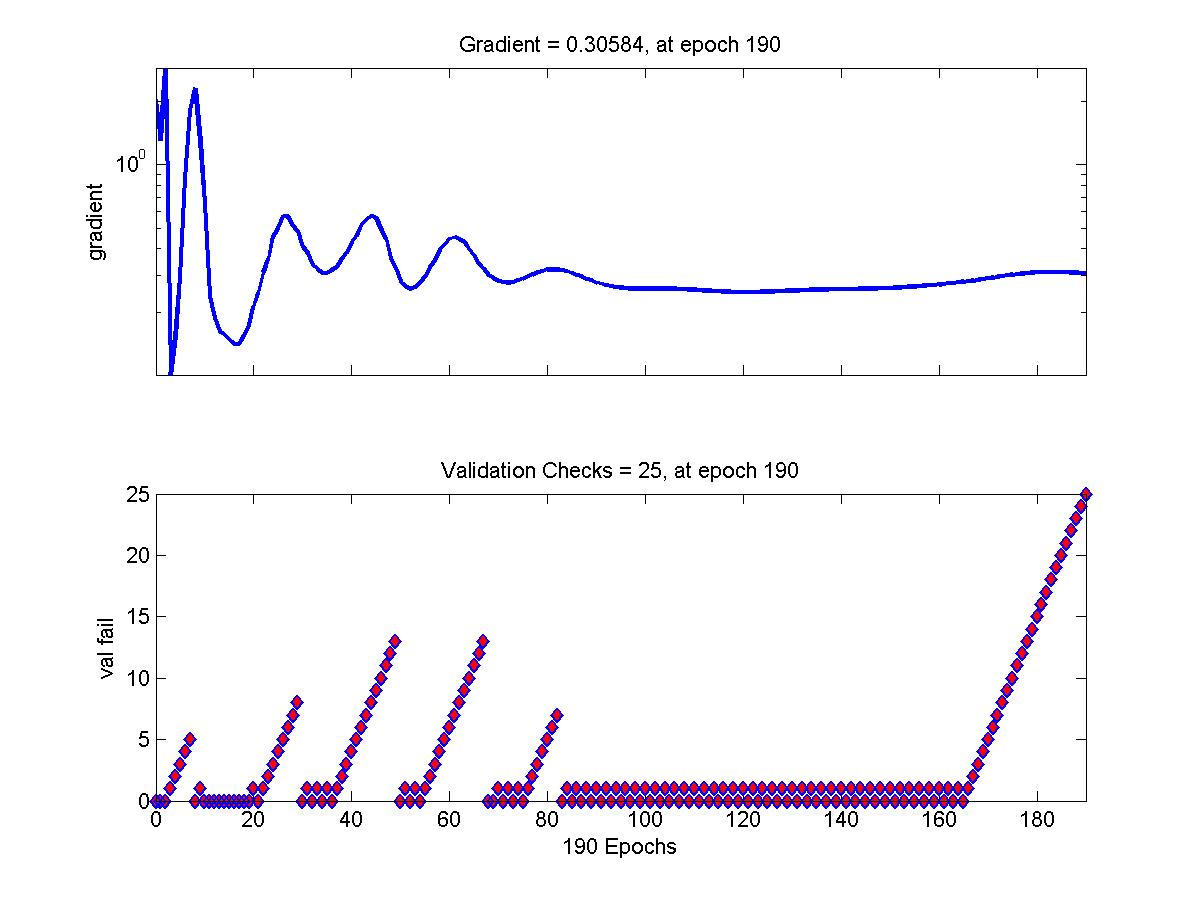 Gradient = 0.30584, at epoch 190
10^0
gradient
Validation Checks = 25, at epoch 190
25
20
15
10
5
0
val fail
0 20 40 60 80 100 120 140 160 180
190 Epochs